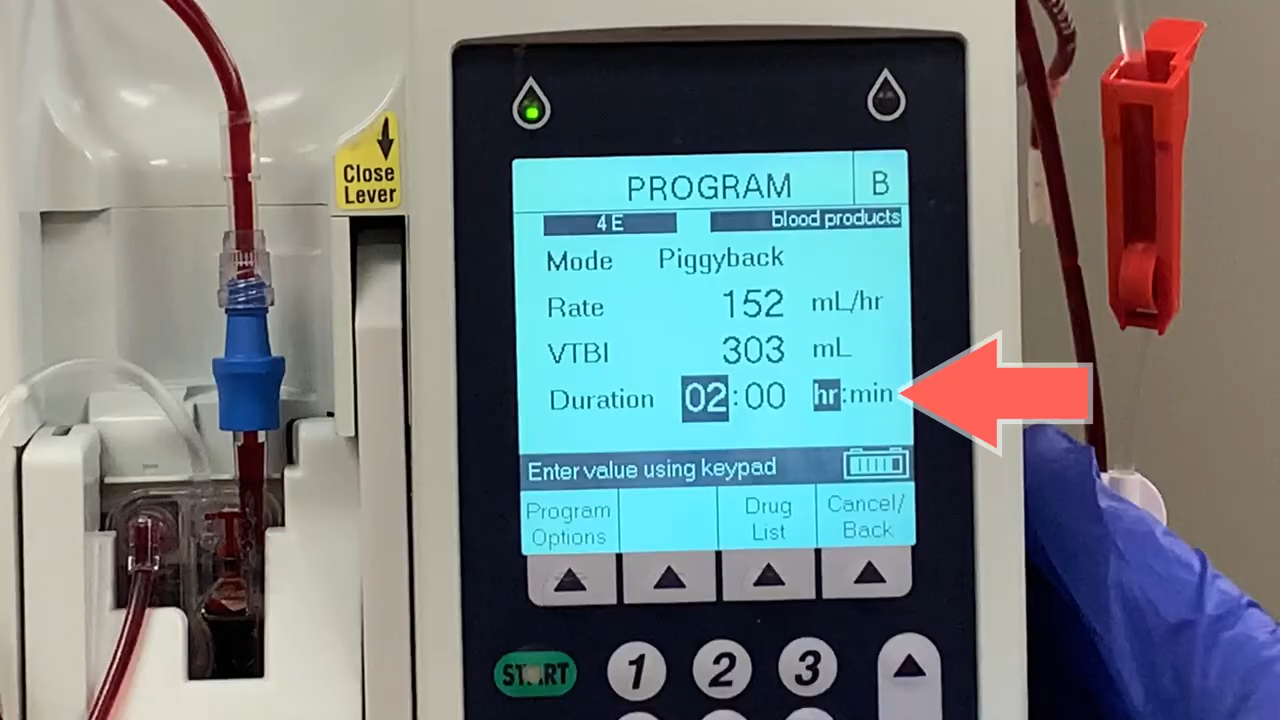 Close
Lever
PROGRAM B
4 E blood products
Mode Piggyback
Rate 152 mL/hr
VTBI 303 mL
Duration 02:00 hr:min
Enter value using keypad
Program Options
Drug List
Cancel/ Back
START 1 2 3